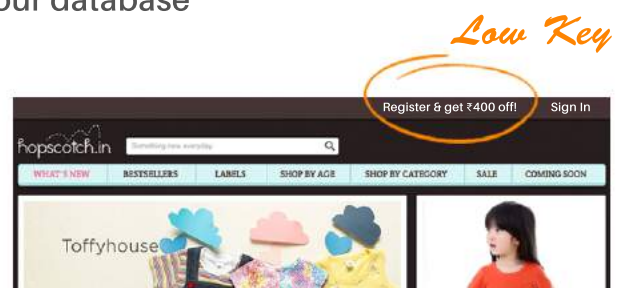 our database
Low Key
Register & get ₹400 off!
Sign In
hopscotch.in
Something new everyday
WHAT'S NEW
BESTSELLERS
LABELS
SHOP BY AGE
SHOP BY CATEGORY
SALE
COMING SOON
Toffyhouse